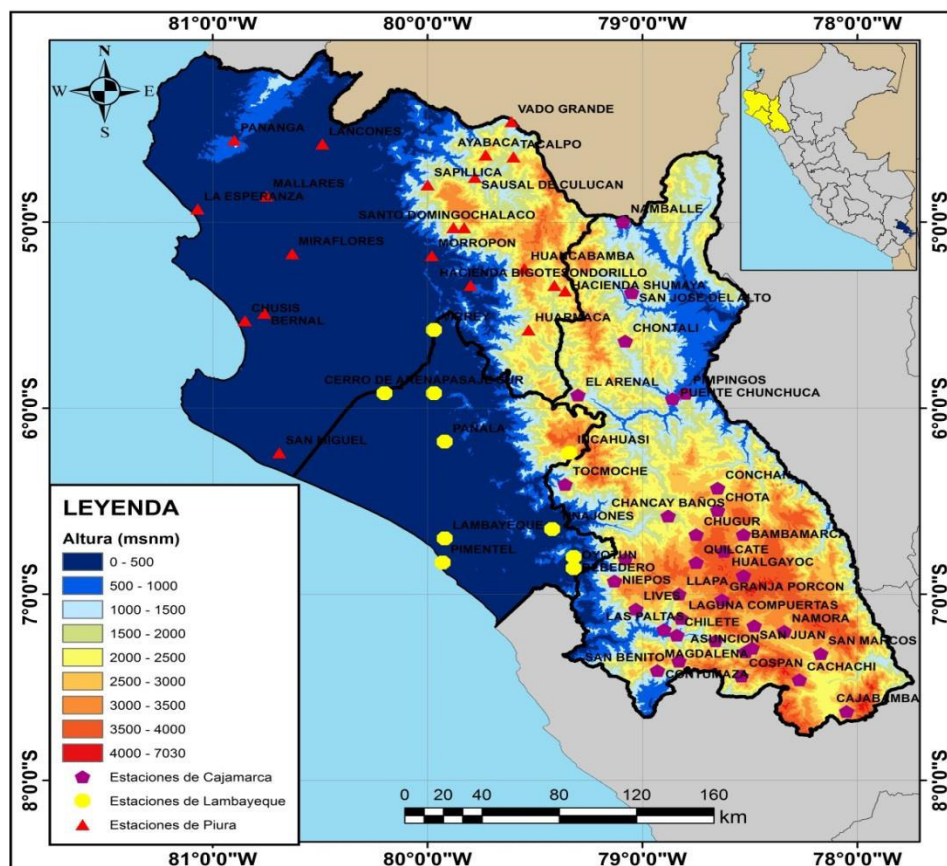 81°0'0"W 80°0'0"W 79°0'0"W 78°0'0"W
N
W E
S
VADO GRANDE
PANANGA
LANCONES
AYABACA TACALPO
SAPILLICA
SAUSAL DE CULUCAN
MALLARES
LA ESPERANZA
NAMBALLE
5°0'0"S 5°0'0"S
SANTO DOMINGO CHALACO
MIRAFLORES
MORROPON
HUANCABAMBA
HACIENDA BIGOTE SONDORILLO
HACIENDA SHUMAYA
SAN JOSE DEL ALTO
CHUSIS
BERNAL
VIRREY
HUARMACA
CHONTALI
CERRO DE ARENA PASAJE SUR
EL ARENAL
PIMPINGOS
PUENTE CHUNCHUCA
6°0'0"S 6°0'0"S
SAN MIGUEL
INCAHUASI
TOCMOCHE
CONCHAN
CHOTA
CHANCAY BAÑOS
CHUGUR
BAMBAMARCA
LAMBAYEQUE
TINAJONES
PIMENTEL
QUILCATE
HUALGAYOC
OYOTUN
NIEPOS
LLAPA
GRANJA PORCON
7°0'0"S 7°0'0"S
LIVES
LAGUNA COMPUERTAS
LAS PALTAS
CHILETE
NAMORA
ASUNCION
SAN JUAN
SAN MARCOS
SAN BENITO
MAGDALENA
COSPAN
CACHACHI
CONTUMAZA
CAJABAMBA
8°0'0"S 8°0'0"S
LEYENDA
Altura (msnm)
0 - 500
500 - 1000
1000 - 1500
1500 - 2000
2000 - 2500
2500 - 3000
3000 - 3500
3500 - 4000
4000 - 7030
Estaciones de Cajamarca
Estaciones de Lambayeque
Estaciones de Piura
0 20 40 80 120 160
km
81°0'0"W 80°0'0"W 79°0'0"W 78°0'0"W